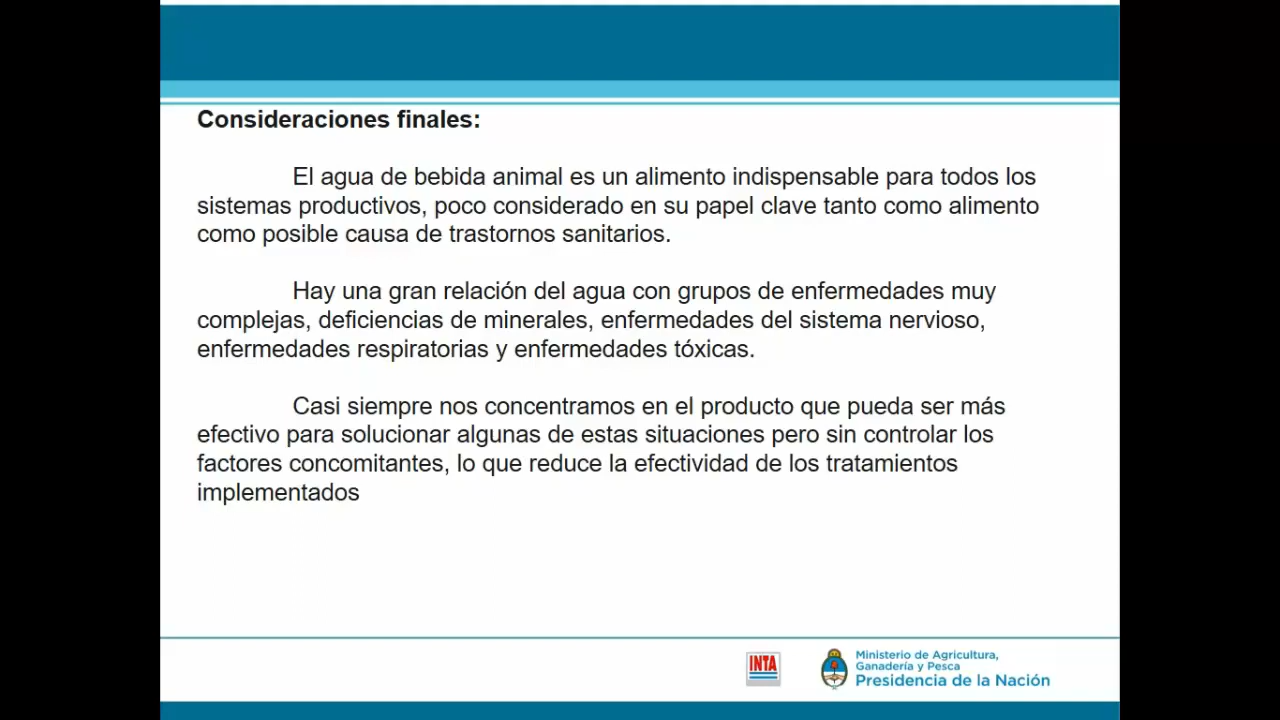 Consideraciones finales:
El agua de bebida animal es un alimento indispensable para todos los
sistemas productivos, poco considerado en su papel clave tanto como alimento
como posible causa de trastornos sanitarios.
Hay una gran relación del agua con grupos de enfermedades muy
complejas, deficiencias de minerales, enfermedades del sistema nervioso,
enfermedades respiratorias y enfermedades tóxicas.
Casi siempre nos concentramos en el producto que pueda ser más
efectivo para solucionar algunas de estas situaciones pero sin controlar los
factores concomitantes, lo que reduce la efectividad de los tratamientos
implementados
INTA
Ministerio de Agricultura,
Ganadería y Pesca
Presidencia de la Nación